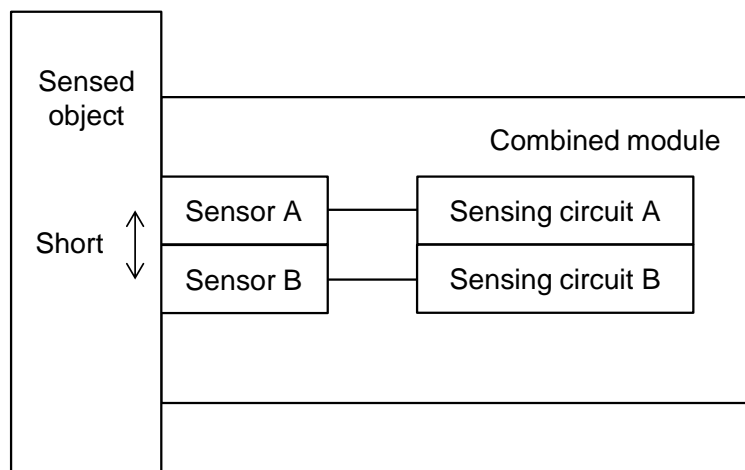 Sensed
object
Combined module
Sensor A
Sensing circuit A
Short
Sensor B
Sensing circuit B